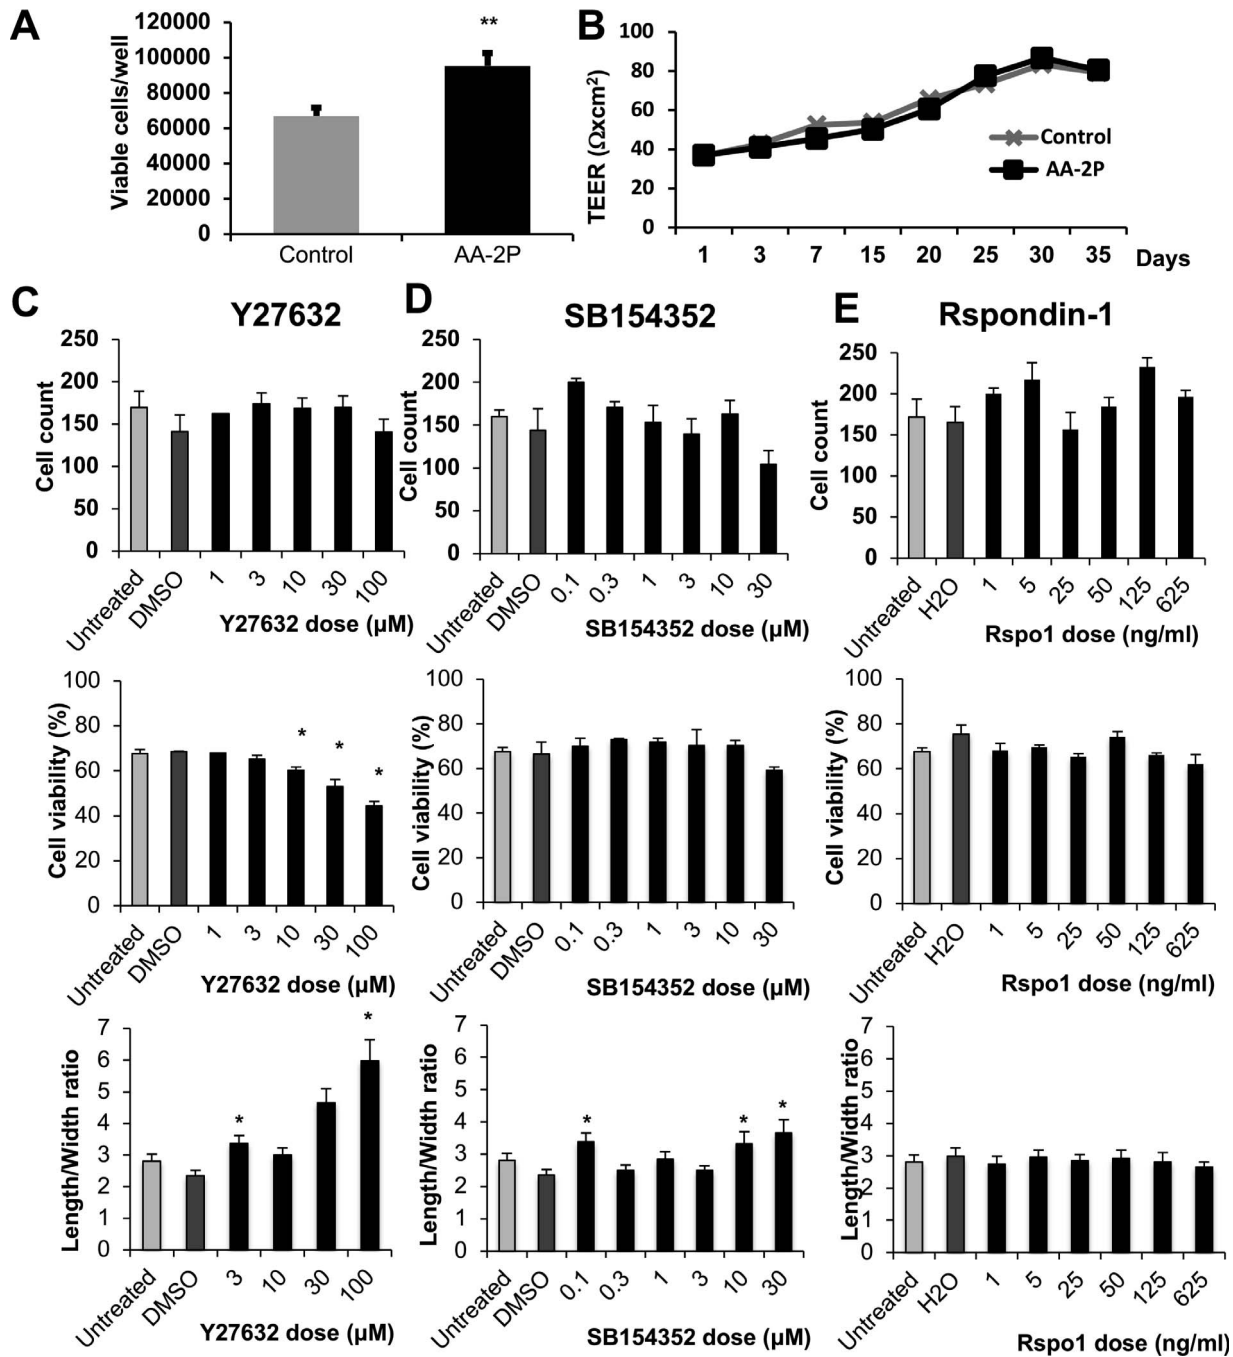 A
120000
100000
80000
60000
40000
20000
0
Viable cells/well
**
Control
AA-2P
B
100
80
60
40
20
0
TEER (Ωxcm²)
Control
AA-2P
1 3 7 15 20 25 30 35 Days
C
Y27632
250
200
150
100
50
0
Cell count
Untreated DMSO 1 3 10 30 100
Y27632 dose (µM)
D
SB154352
250
200
150
100
50
0
Cell count
Untreated DMSO 0.1 0.3 1 3 10 30
SB154352 dose (µM)
E
Rspondin-1
250
200
150
100
50
0
Cell count
Untreated H2O 1 5 25 50 125 625
Rspo1 dose (ng/ml)
100
80
60
40
20
0
Cell viability (%)
* * *
Untreated DMSO 1 3 10 30 100
Y27632 dose (µM)
100
80
60
40
20
0
Cell viability (%)
Untreated DMSO 0.1 0.3 1 3 10 30
SB154352 dose (µM)
100
80
60
40
20
0
Cell viability (%)
Untreated H2O 1 5 25 50 125 625
Rspo1 dose (ng/ml)
7
6
5
4
3
2
1
0
Length/Width ratio
* *
Untreated DMSO 3 10 30 100
Y27632 dose (µM)
7
6
5
4
3
2
1
0
Length/Width ratio
* * *
Untreated DMSO 0.1 0.3 1 3 10 30
SB154352 dose (µM)
7
6
5
4
3
2
1
0
Length/Width ratio
Untreated H2O 1 5 25 50 125 625
Rspo1 dose (ng/ml)